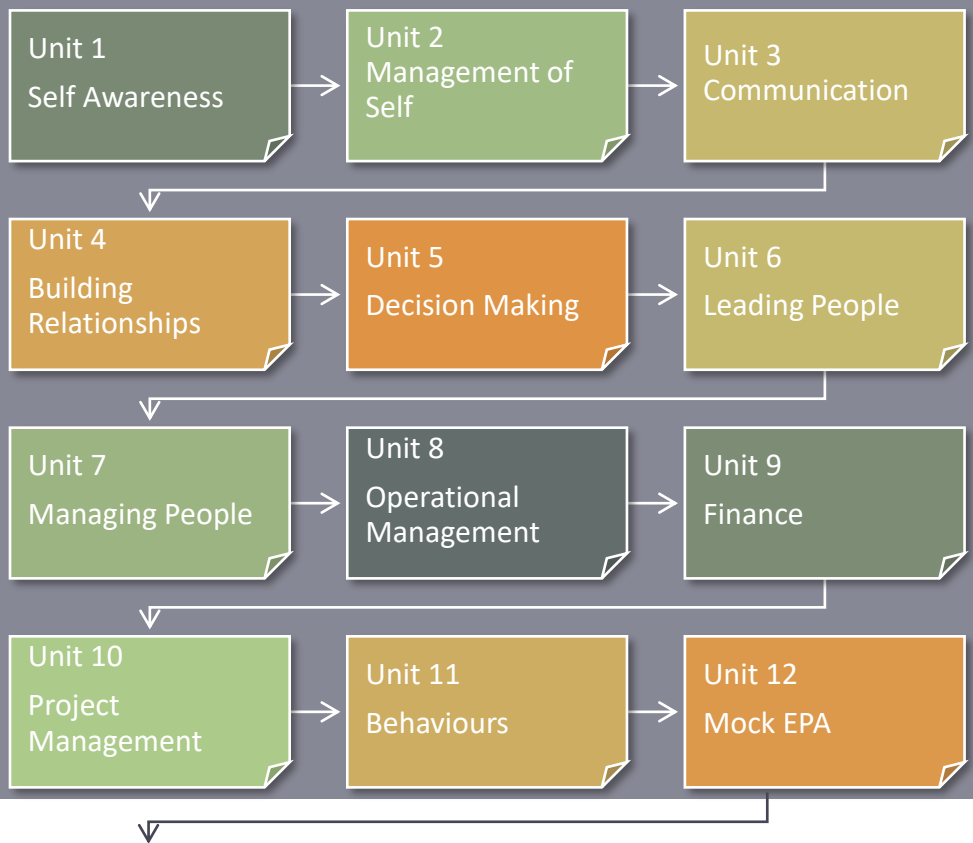 Unit 1
Self Awareness
Unit 2
Management of
Self
Unit 3
Communication
Unit 4
Building
Relationships
Unit 5
Decision Making
Unit 6
Leading People
Unit 7
Managing People
Unit 8
Operational
Management
Unit 9
Finance
Unit 10
Project
Management
Unit 11
Behaviours
Unit 12
Mock EPA